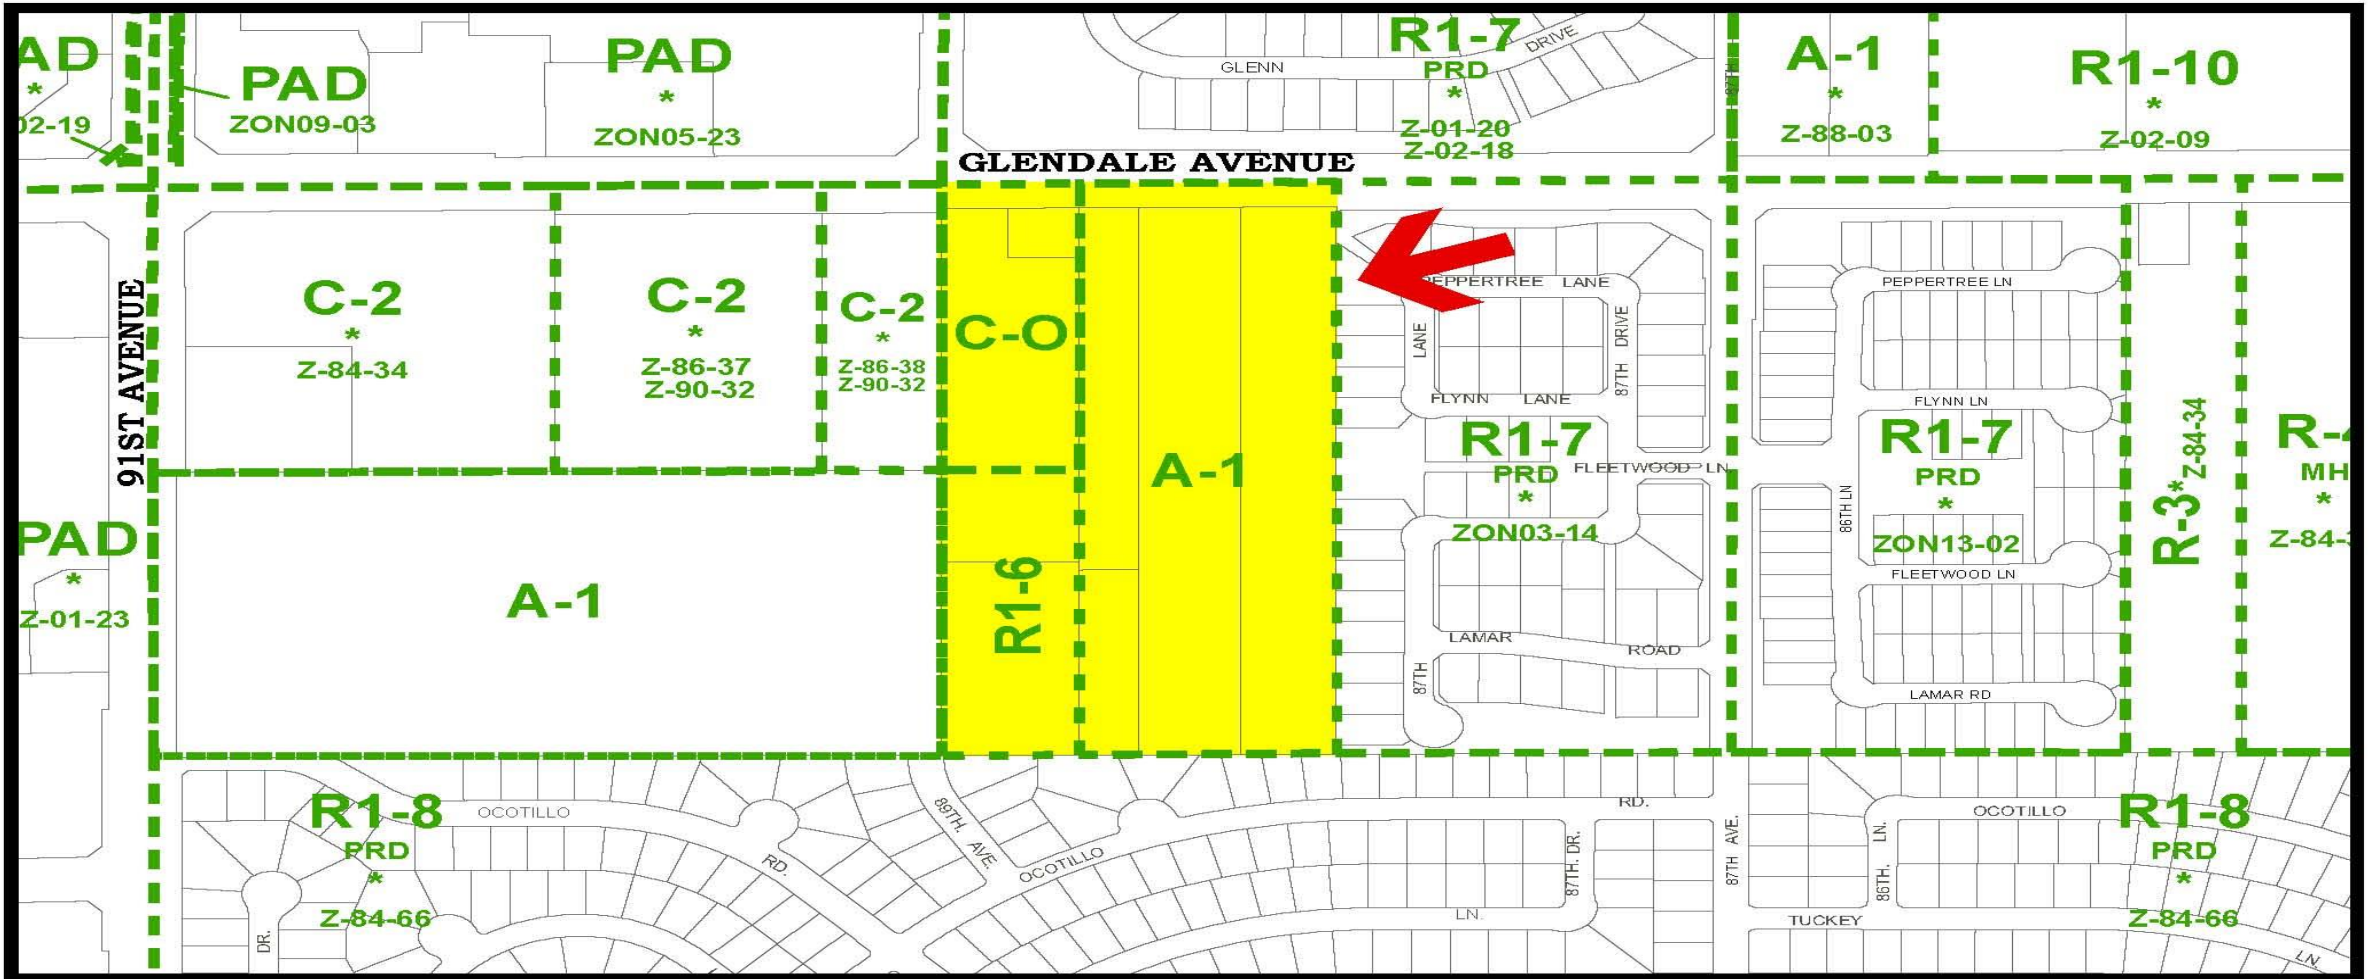 AD
*
02-19
PAD
ZON09-03
PAD
*
ZON05-23
GLENN
DRIVE
R1-7
PRD
*
Z-01-20
Z-02-18
87TH
A-1
*
Z-88-03
R1-10
*
Z-02-09
GLENDALE AVENUE
91ST AVENUE
C-2
*
Z-84-34
C-2
*
Z-86-37
Z-90-32
C-2
*
Z-86-38
Z-90-32
C-O
R1-6
A-1
A-1
PAD
*
Z-01-23
PEPPERTREE LANE
LANE
87TH DRIVE
FLYNN LANE
R1-7
PRD
*
ZON03-14
FLEETWOOD LN.
LAMAR ROAD
87TH
PEPPERTREE LN
FLYNN LN
R1-7
PRD
*
ZON13-02
86TH LN
FLEETWOOD LN
LAMAR RD
R-3*
Z-84-34
MH
*
R1-8
PRD
*
Z-84-66
OCOTILLO
RD.
DR.
89TH. AVE.
OCOTILLO
RD.
87TH. DR.
LN.
87TH AVE.
86TH. LN.
OCOTILLO
R1-8
PRD
*
Z-84-66
TUCKEY
LN.